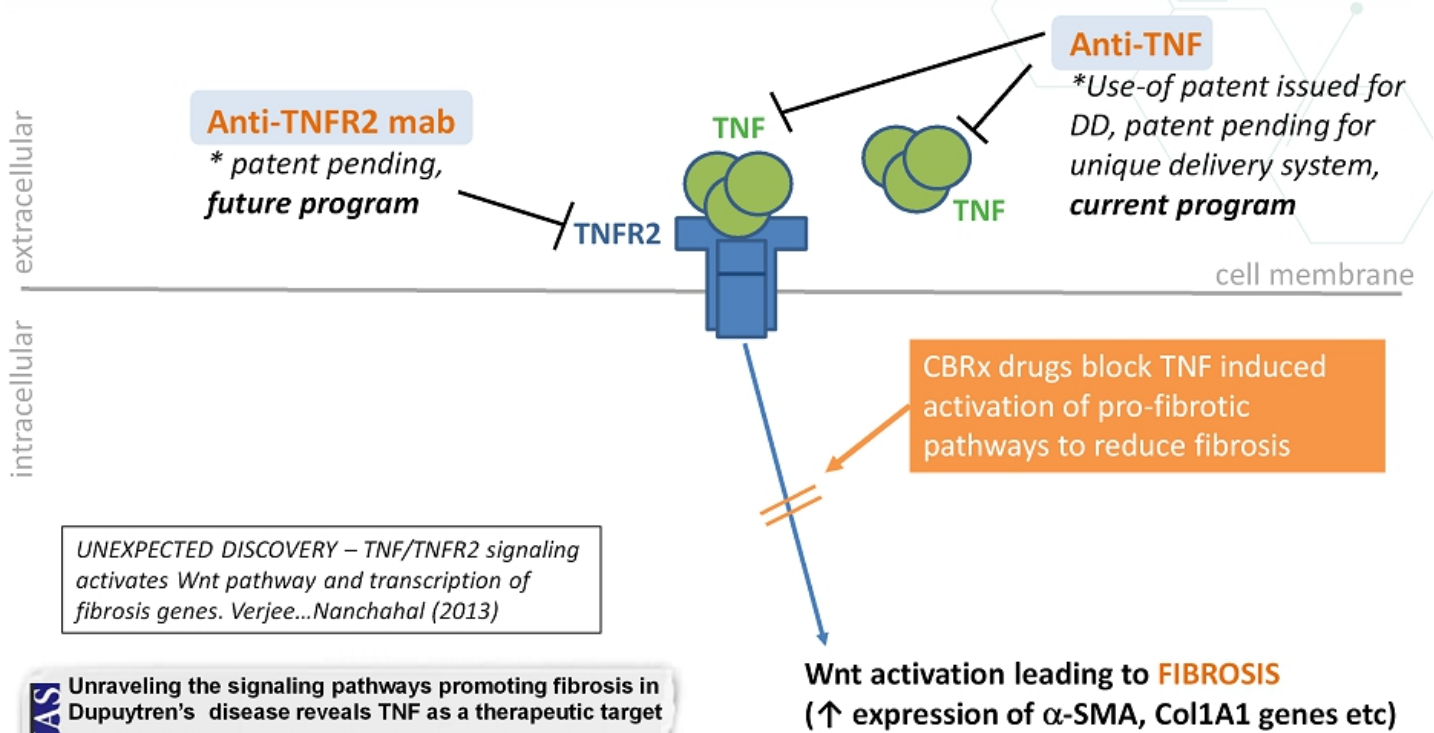 Anti-TNF
*Use-of patent issued for
DD, patent pending for
unique delivery system,
current program
Anti-TNFR2 mab
* patent pending,
future program
TNF
TNF
TNFR2
extracellular
cell membrane
intracellular
CBRx drugs block TNF induced
activation of pro-fibrotic
pathways to reduce fibrosis
UNEXPECTED DISCOVERY – TNF/TNFR2 signaling
activates Wnt pathway and transcription of
fibrosis genes. Verjee...Nanchahal (2013)
AS
Unraveling the signaling pathways promoting fibrosis in
Dupuytren's disease reveals TNF as a therapeutic target
Wnt activation leading to FIBROSIS
(↑ expression of α-SMA, Col1A1 genes etc)